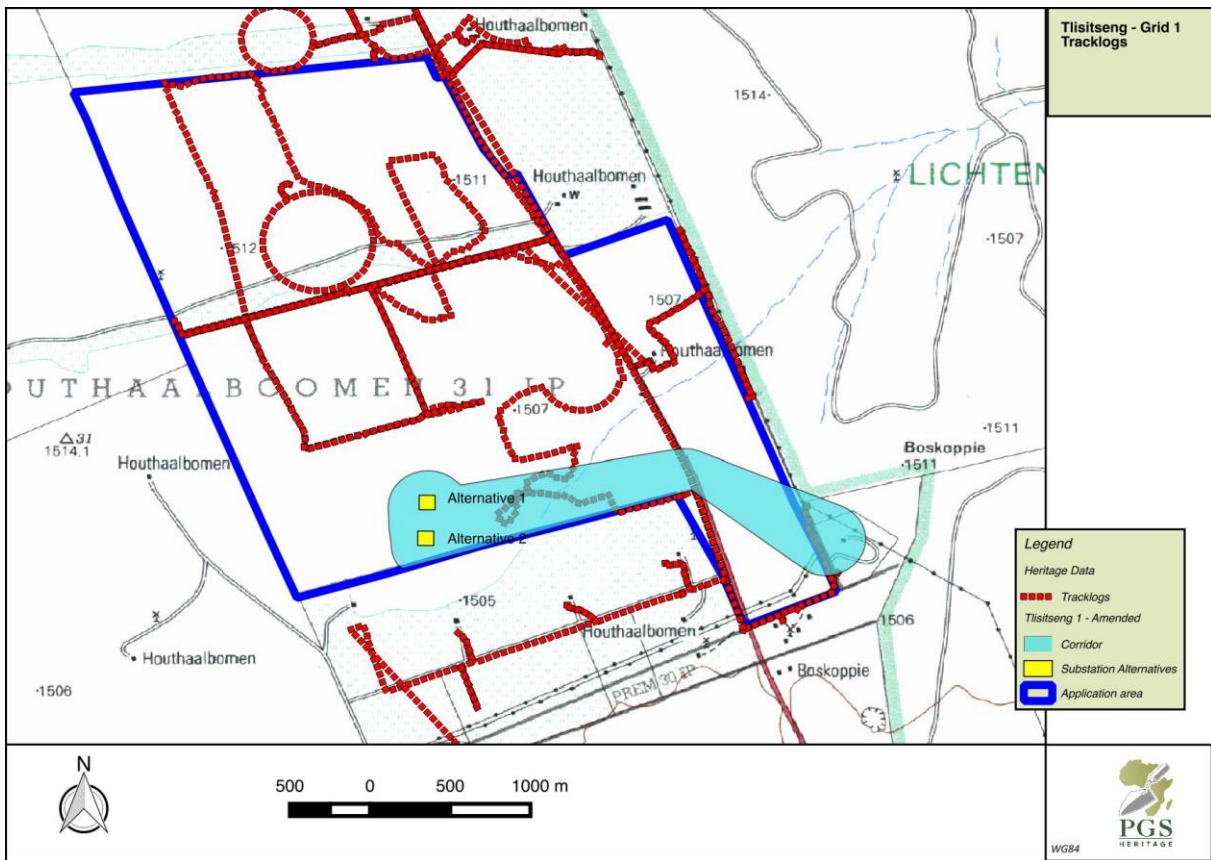 Tlisitseng - Grid 1
Tracklogs
Houthaalbomen
1514
LICHTEN
Houthaalbomen
W
1511
1512
1507
1507
Houthaalbomen
OUTHAALBOOMEN 31 IP
1507
31
1514.1
Houthaalbomen
1511
Boskoppie
1511
Alternative 1
Alternative 2
1505
Houthaalbomen
1506
Houthaalbomen
Boskoppie
PREM 30 IP
1506
Legend
Heritage Data
Tracklogs
Tlisitseng 1 - Amended
Corridor
Substation Alternatives
Application area
N
500 0 500 1000 m
PGS
HERITAGE
WG84